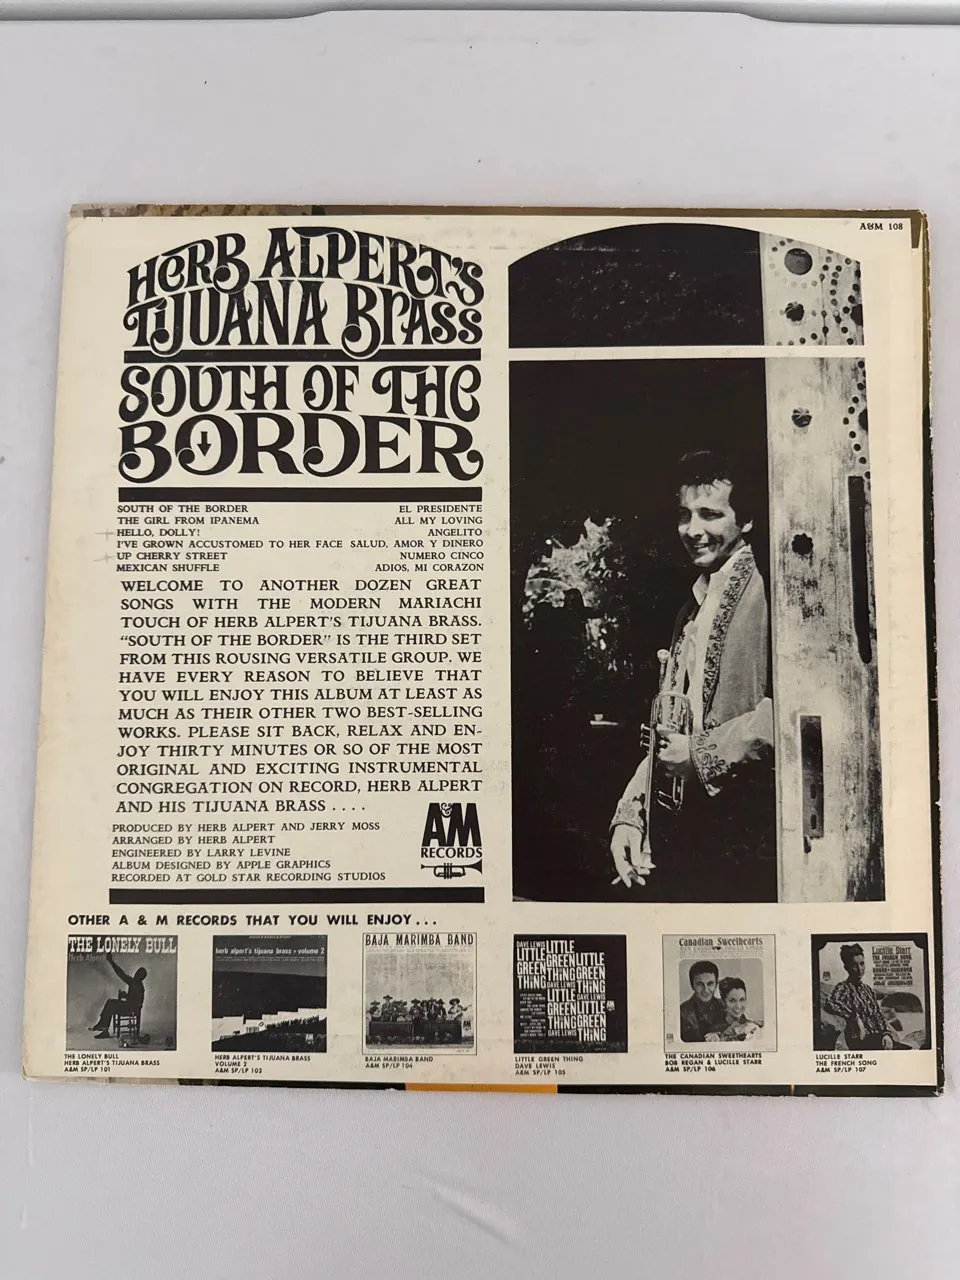 A&M 108
HERB ALPERT'S
TIJUANA BRASS
SOUTH OF THE
BORDER
SOUTH OF THE BORDER EL PRESIDENTE
THE GIRL FROM IPANEMA ALL MY LOVING
HELLO, DOLLY! ANGELITO
I'VE GROWN ACCUSTOMED TO HER FACE SALUD, AMOR Y DINERO
UP CHERRY STREET NUMERO CINCO
MEXICAN SHUFFLE ADIOS, MI CORAZON
WELCOME TO ANOTHER DOZEN GREAT
SONGS WITH THE MODERN MARIACHI
TOUCH OF HERB ALPERT'S TIJUANA BRASS.
"SOUTH OF THE BORDER" IS THE THIRD SET
FROM THIS ROUSING VERSATILE GROUP. WE
HAVE EVERY REASON TO BELIEVE THAT
YOU WILL ENJOY THIS ALBUM AT LEAST AS
MUCH AS THEIR OTHER TWO BEST-SELLING
WORKS. PLEASE SIT BACK, RELAX AND EN-
JOY THIRTY MINUTES OR SO OF THE MOST
ORIGINAL AND EXCITING INSTRUMENTAL
CONGREGATION ON RECORD, HERB ALPERT
AND HIS TIJUANA BRASS ....
PRODUCED BY HERB ALPERT AND JERRY MOSS
ARRANGED BY HERB ALPERT
ENGINEERED BY LARRY LEVINE
ALBUM DESIGNED BY APPLE GRAPHICS
RECORDED AT GOLD STAR RECORDING STUDIOS
A&M
RECORDS
OTHER A & M RECORDS THAT YOU WILL ENJOY...
THE LONELY BULL
Herb Alpert
THE LONELY BULL
HERB ALPERT'S TIJUANA BRASS
A&M SP/LP 101
herb alpert's tijuana brass • volume 2
HERB ALPERT'S TIJUANA BRASS
VOLUME 2
A&M SP/LP 103
BAJA MARIMBA BAND
BAJA MARIMBA BAND
A&M SP/LP 104
DAVE LEWIS LITTLE GREEN THING
LITTLE GREEN THING
DAVE LEWIS
A&M SP/LP 105
Canadian Sweethearts
THE CANADIAN SWEETHEARTS
BOB REGAN & LUCILLE STARR
A&M SP/LP 106
Lucille Starr
THE FRENCH SONG
LUCILLE STARR
THE FRENCH SONG
A&M SP/LP 107